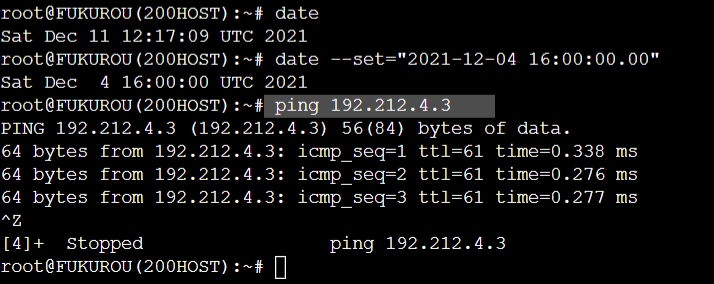 root@FUKUROU(200HOST):~# date
Sat Dec 11 12:17:09 UTC 2021
root@FUKUROU(200HOST):~# date --set="2021-12-04 16:00:00.00"
Sat Dec  4 16:00:00 UTC 2021
root@FUKUROU(200HOST):~# ping 192.212.4.3
PING 192.212.4.3 (192.212.4.3) 56(84) bytes of data.
64 bytes from 192.212.4.3: icmp_seq=1 ttl=61 time=0.338 ms
64 bytes from 192.212.4.3: icmp_seq=2 ttl=61 time=0.276 ms
64 bytes from 192.212.4.3: icmp_seq=3 ttl=61 time=0.277 ms
^Z
[4]+  Stopped                 ping 192.212.4.3
root@FUKUROU(200HOST):~#